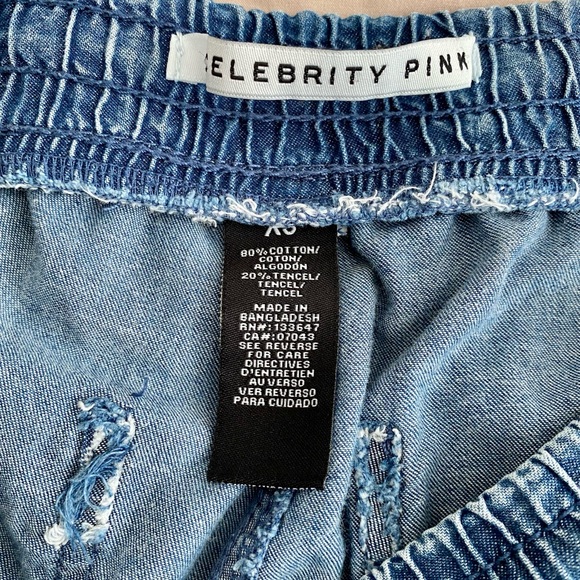 CELEBRITY PINK
XS
80% COTTON/
COTON/
ALGODÓN
20% TENCEL/
TENCEL/
TENCEL
MADE IN
BANGLADESH
RN#: 133647
CA#: 07043
SEE REVERSE
FOR CARE
DIRECTIVES
D'ENTRETIEN
AU VERSO
VER REVERSO
PARA CUIDADO